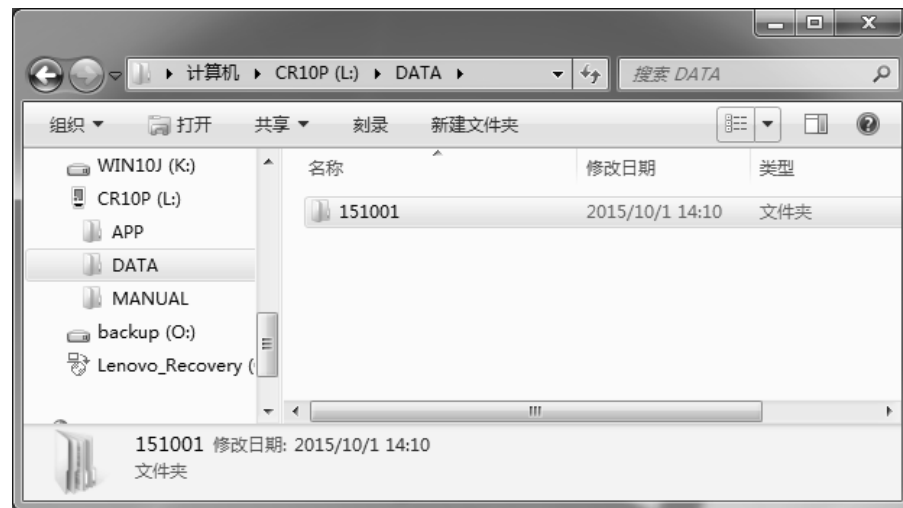 计算机 CR10P (L:) DATA 搜索 DATA
组织 打开 共享 刻录 新建文件夹
WIN10J (K:)
CR10P (L:)
APP
DATA
MANUAL
backup (O:)
Lenovo_Recovery (
名称 修改日期 类型
151001 2015/10/1 14:10 文件夹
151001 修改日期: 2015/10/1 14:10
文件夹